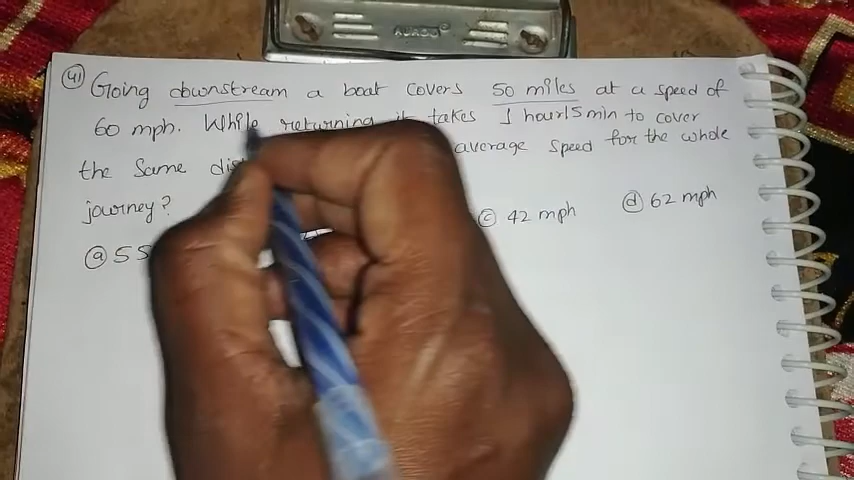 41 Going downstream a boat covers 50 miles at a speed of
60 mph. While returning it takes 1 hour 15 min to cover
the same average speed for the whole
journey?
a 55 c 42 mph d 62 mph